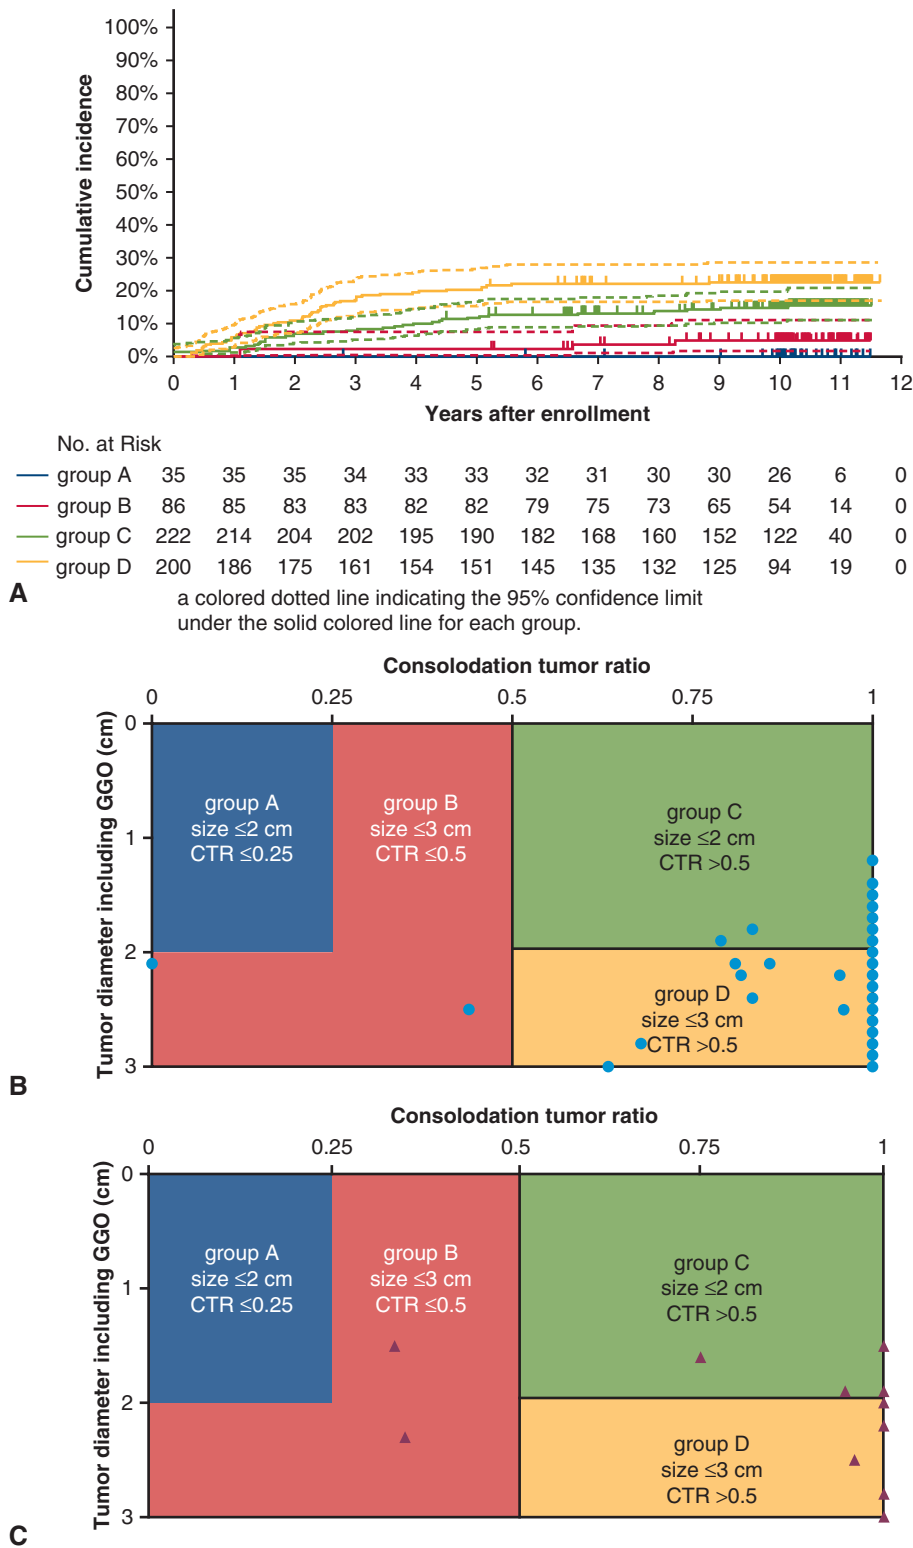 100%
90%
80%
70%
60%
50%
40%
30%
20%
10%
0%
Cumulative incidence
0 1 2 3 4 5 6 7 8 9 10 11 12
Years after enrollment
No. at Risk
group A 35 35 35 34 33 33 32 31 30 30 26 6 0
group B 86 85 83 83 82 82 79 75 73 65 54 14 0
group C 222 214 204 202 195 190 182 168 160 152 122 40 0
group D 200 186 175 161 154 151 145 135 132 125 94 19 0
A
a colored dotted line indicating the 95% confidence limit
under the solid colored line for each group.
Consolodation tumor ratio
0 0.25 0.5 0.75 1
Tumor diameter including GGO (cm)
0
1
2
3
group A
size ≤2 cm
CTR ≤0.25
group B
size ≤3 cm
CTR ≤0.5
group C
size ≤2 cm
CTR >0.5
group D
size ≤3 cm
CTR >0.5
B
Consolodation tumor ratio
0 0.25 0.5 0.75 1
Tumor diameter including GGO (cm)
0
1
2
3
group A
size ≤2 cm
CTR ≤0.25
group B
size ≤3 cm
CTR ≤0.5
group C
size ≤2 cm
CTR >0.5
group D
size ≤3 cm
CTR >0.5
C